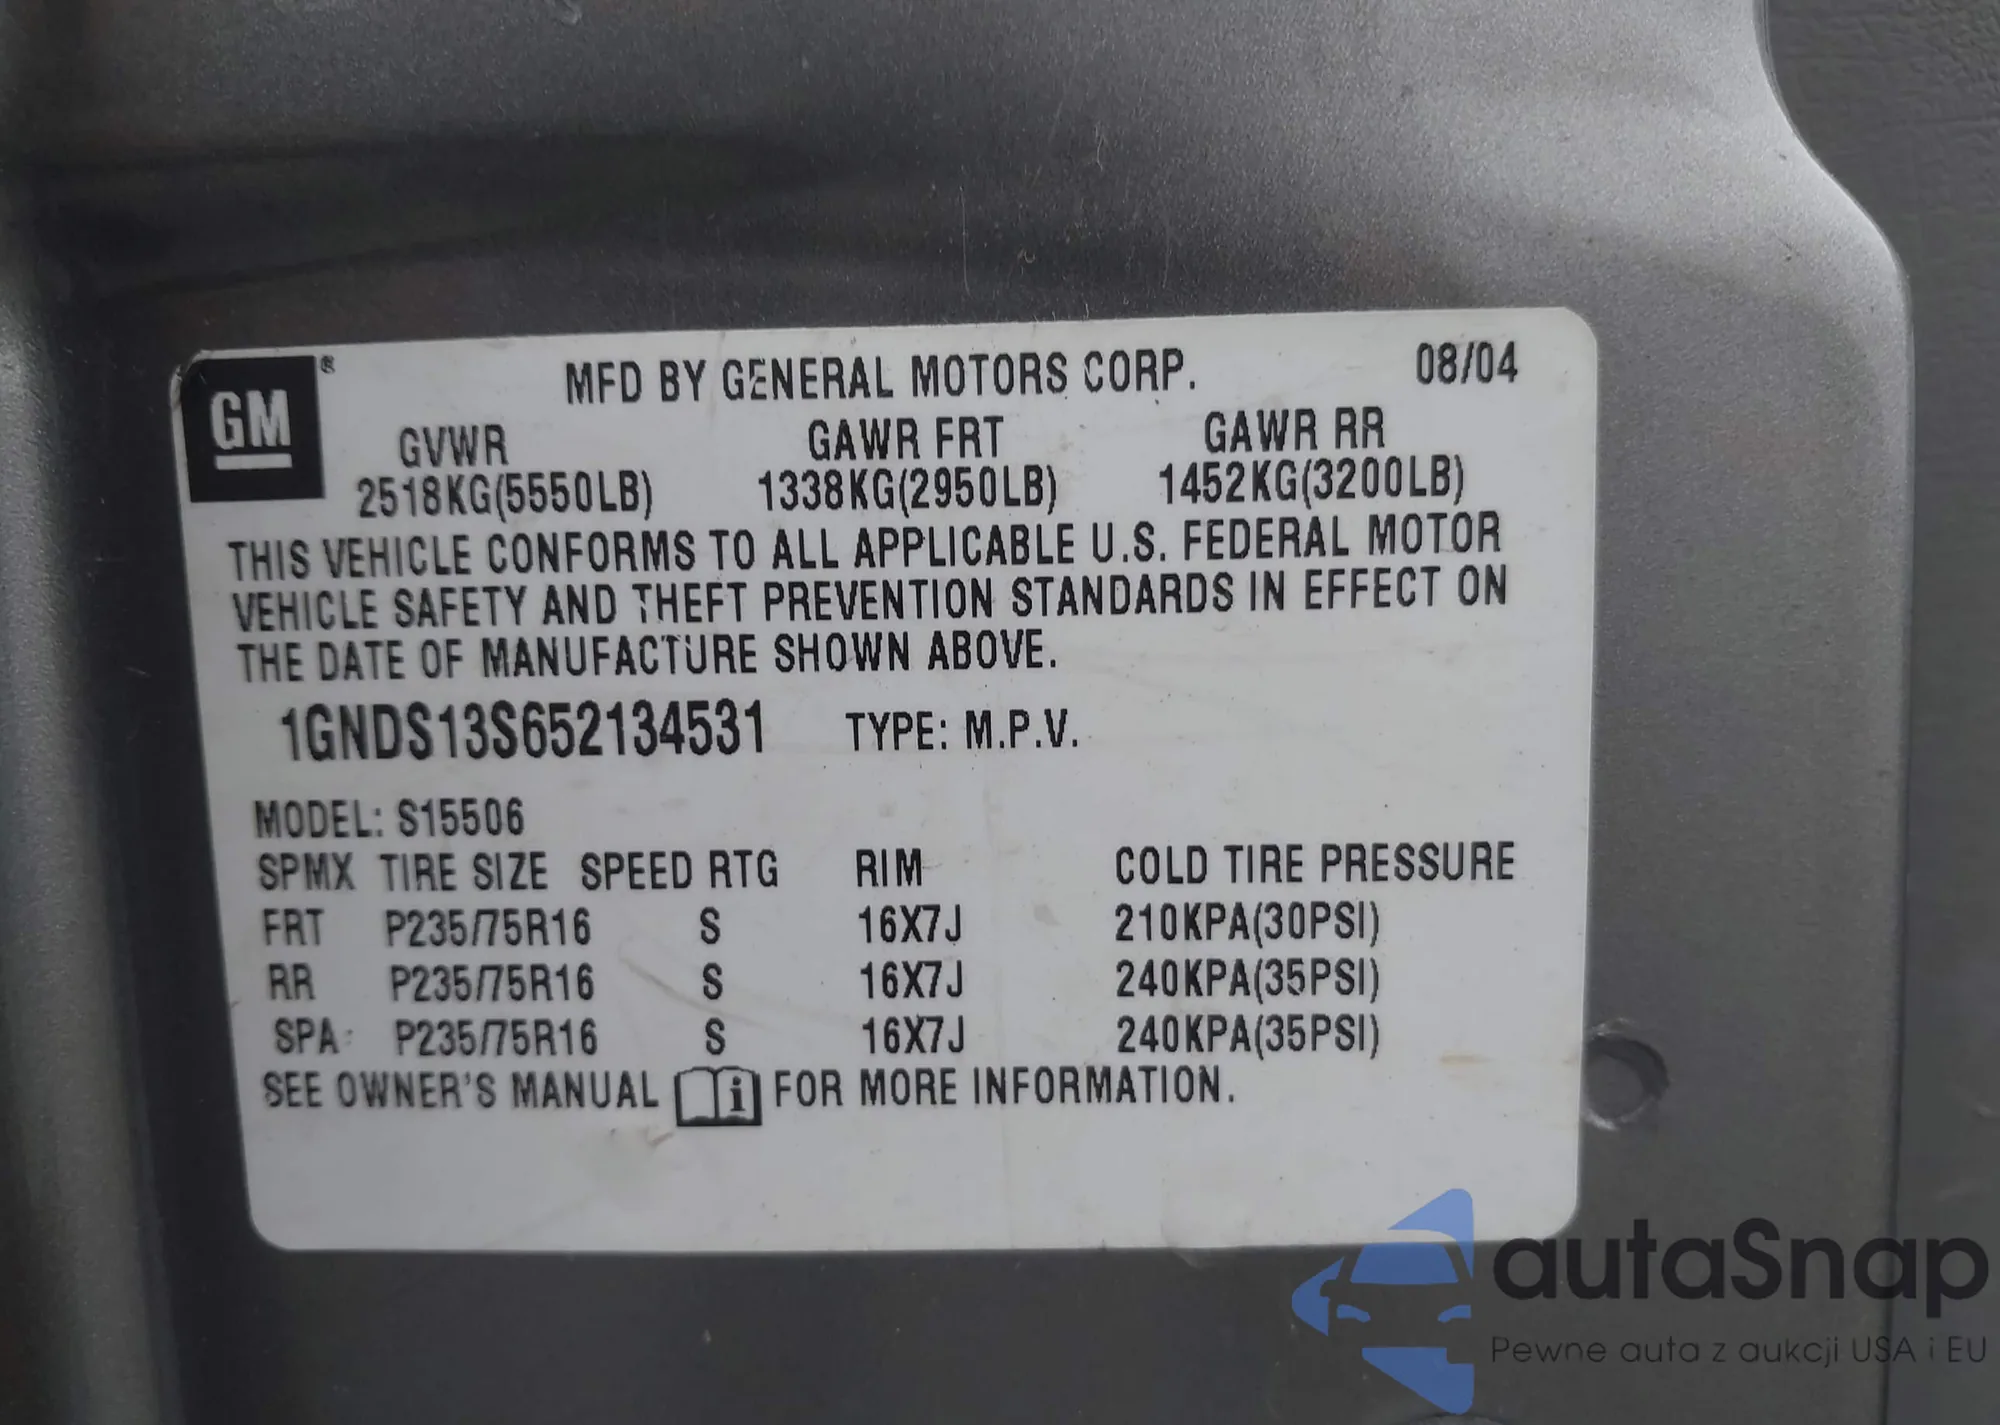 GM®
MFD BY GENERAL MOTORS CORP. 08/04
GVWR GAWR FRT GAWR RR
2518KG(5550LB) 1338KG(2950LB) 1452KG(3200LB)
THIS VEHICLE CONFORMS TO ALL APPLICABLE U.S. FEDERAL MOTOR
VEHICLE SAFETY AND THEFT PREVENTION STANDARDS IN EFFECT ON
THE DATE OF MANUFACTURE SHOWN ABOVE.
1GNDS13S652134531 TYPE: M.P.V.
MODEL: S15506
SPMX TIRE SIZE SPEED RTG RIM COLD TIRE PRESSURE
FRT P235/75R16 S 16X7J 210KPA(30PSI)
RR P235/75R16 S 16X7J 240KPA(35PSI)
SPA P235/75R16 S 16X7J 240KPA(35PSI)
SEE OWNER'S MANUAL i FOR MORE INFORMATION.
autaSnap
Pewne auta z aukcji USA i EU